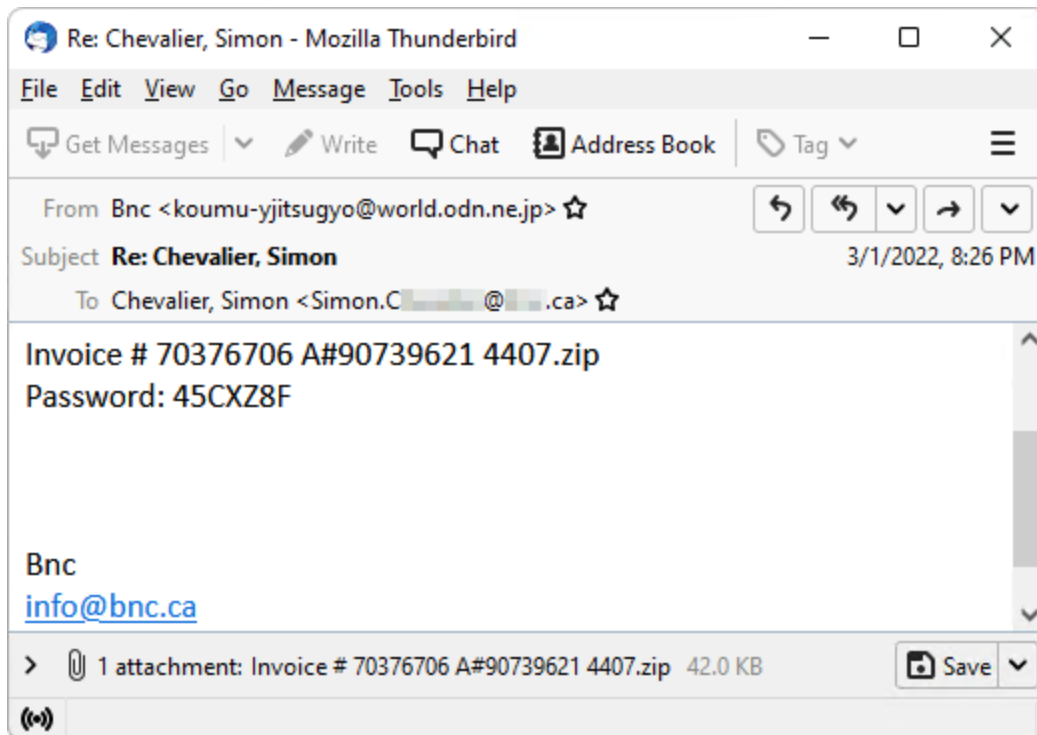 Re: Chevalier, Simon - Mozilla Thunderbird
File Edit View Go Message Tools Help
Get Messages Write Chat Address Book Tag
From Bnc <koumu-yjitsugyo@world.odn.ne.jp>
Subject Re: Chevalier, Simon 3/1/2022, 8:26 PM
To Chevalier, Simon <Simon.C @ .ca>
Invoice # 70376706 A#90739621 4407.zip
Password: 45CXZ8F
Bnc
info@bnc.ca
1 attachment: Invoice # 70376706 A#90739621 4407.zip 42.0 KB Save